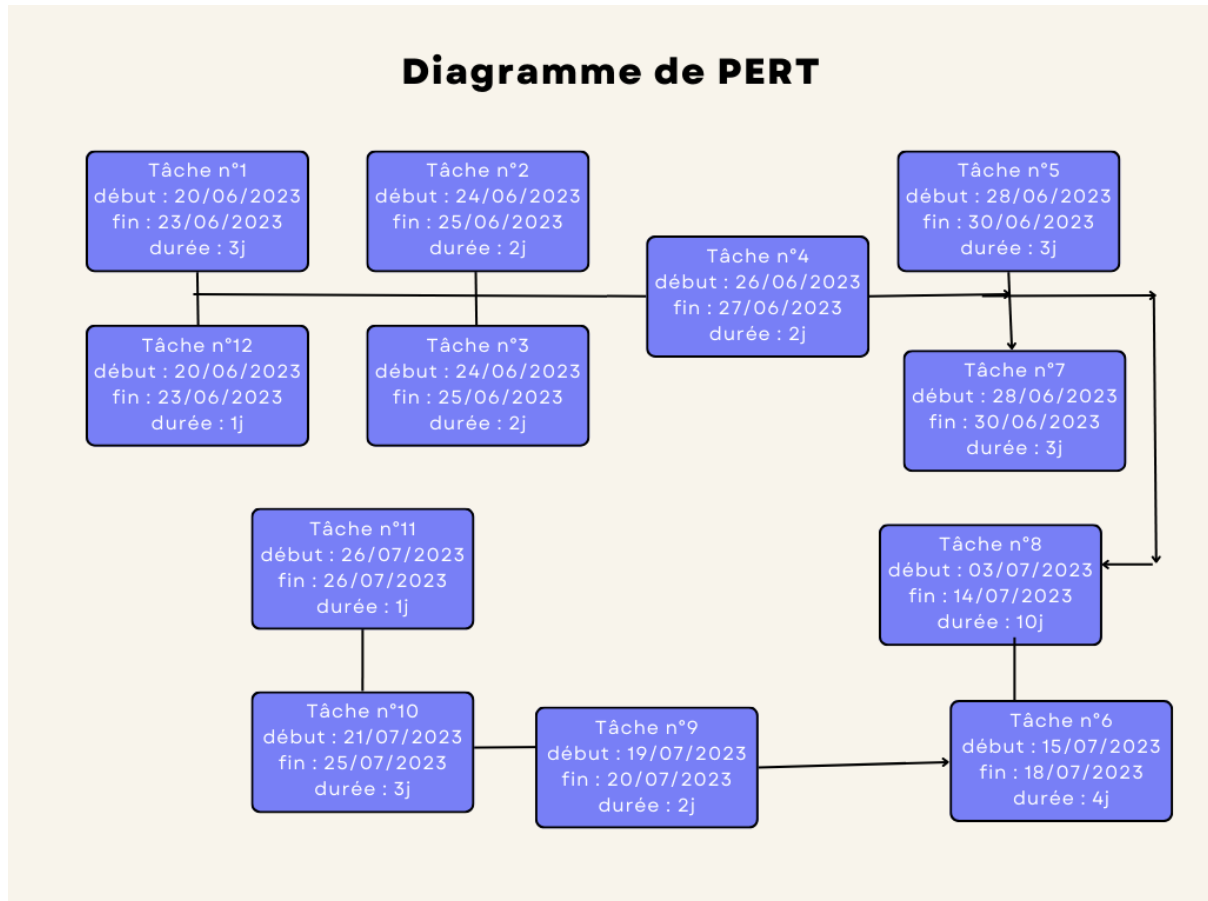 Diagramme de PERT
Tâche n°1
début : 20/06/2023
fin : 23/06/2023
durée : 3j
Tâche n°2
début : 24/06/2023
fin : 25/06/2023
durée : 2j
Tâche n°5
début : 28/06/2023
fin : 30/06/2023
durée : 3j
Tâche n°4
début : 26/06/2023
fin : 27/06/2023
durée : 2j
Tâche n°12
début : 20/06/2023
fin : 23/06/2023
durée : 1j
Tâche n°3
début : 24/06/2023
fin : 25/06/2023
durée : 2j
Tâche n°7
début : 28/06/2023
fin : 30/06/2023
durée : 3j
Tâche n°11
début : 26/07/2023
fin : 26/07/2023
durée : 1j
Tâche n°8
début : 03/07/2023
fin : 14/07/2023
durée : 10j
Tâche n°10
début : 21/07/2023
fin : 25/07/2023
durée : 3j
Tâche n°9
début : 19/07/2023
fin : 20/07/2023
durée : 2j
Tâche n°6
début : 15/07/2023
fin : 18/07/2023
durée : 4j